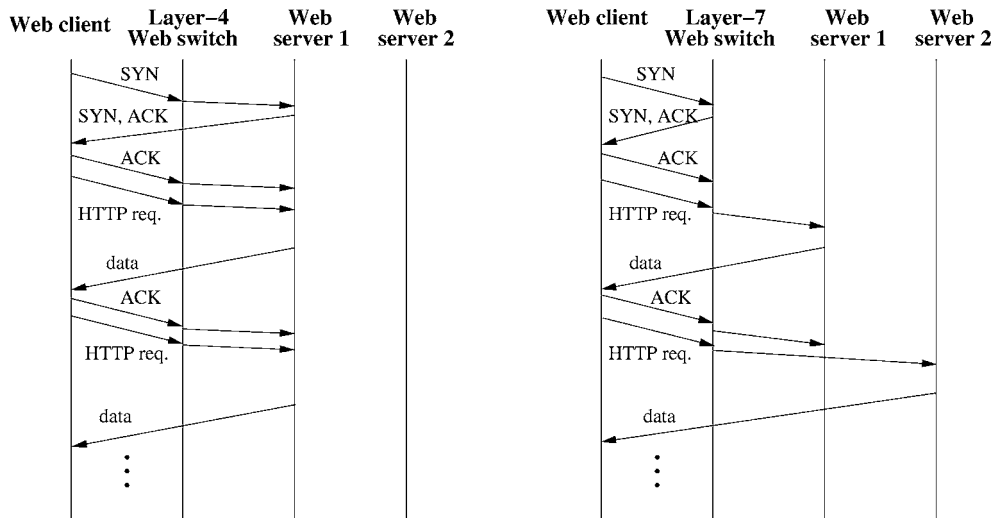 Web client
Layer–4
Web switch
Web
server 1
Web
server 2
SYN
SYN, ACK
ACK
HTTP req.
data
ACK
HTTP req.
data
Web client
Layer–7
Web switch
Web
server 1
Web
server 2
SYN
SYN, ACK
ACK
HTTP req.
data
ACK
HTTP req.
data